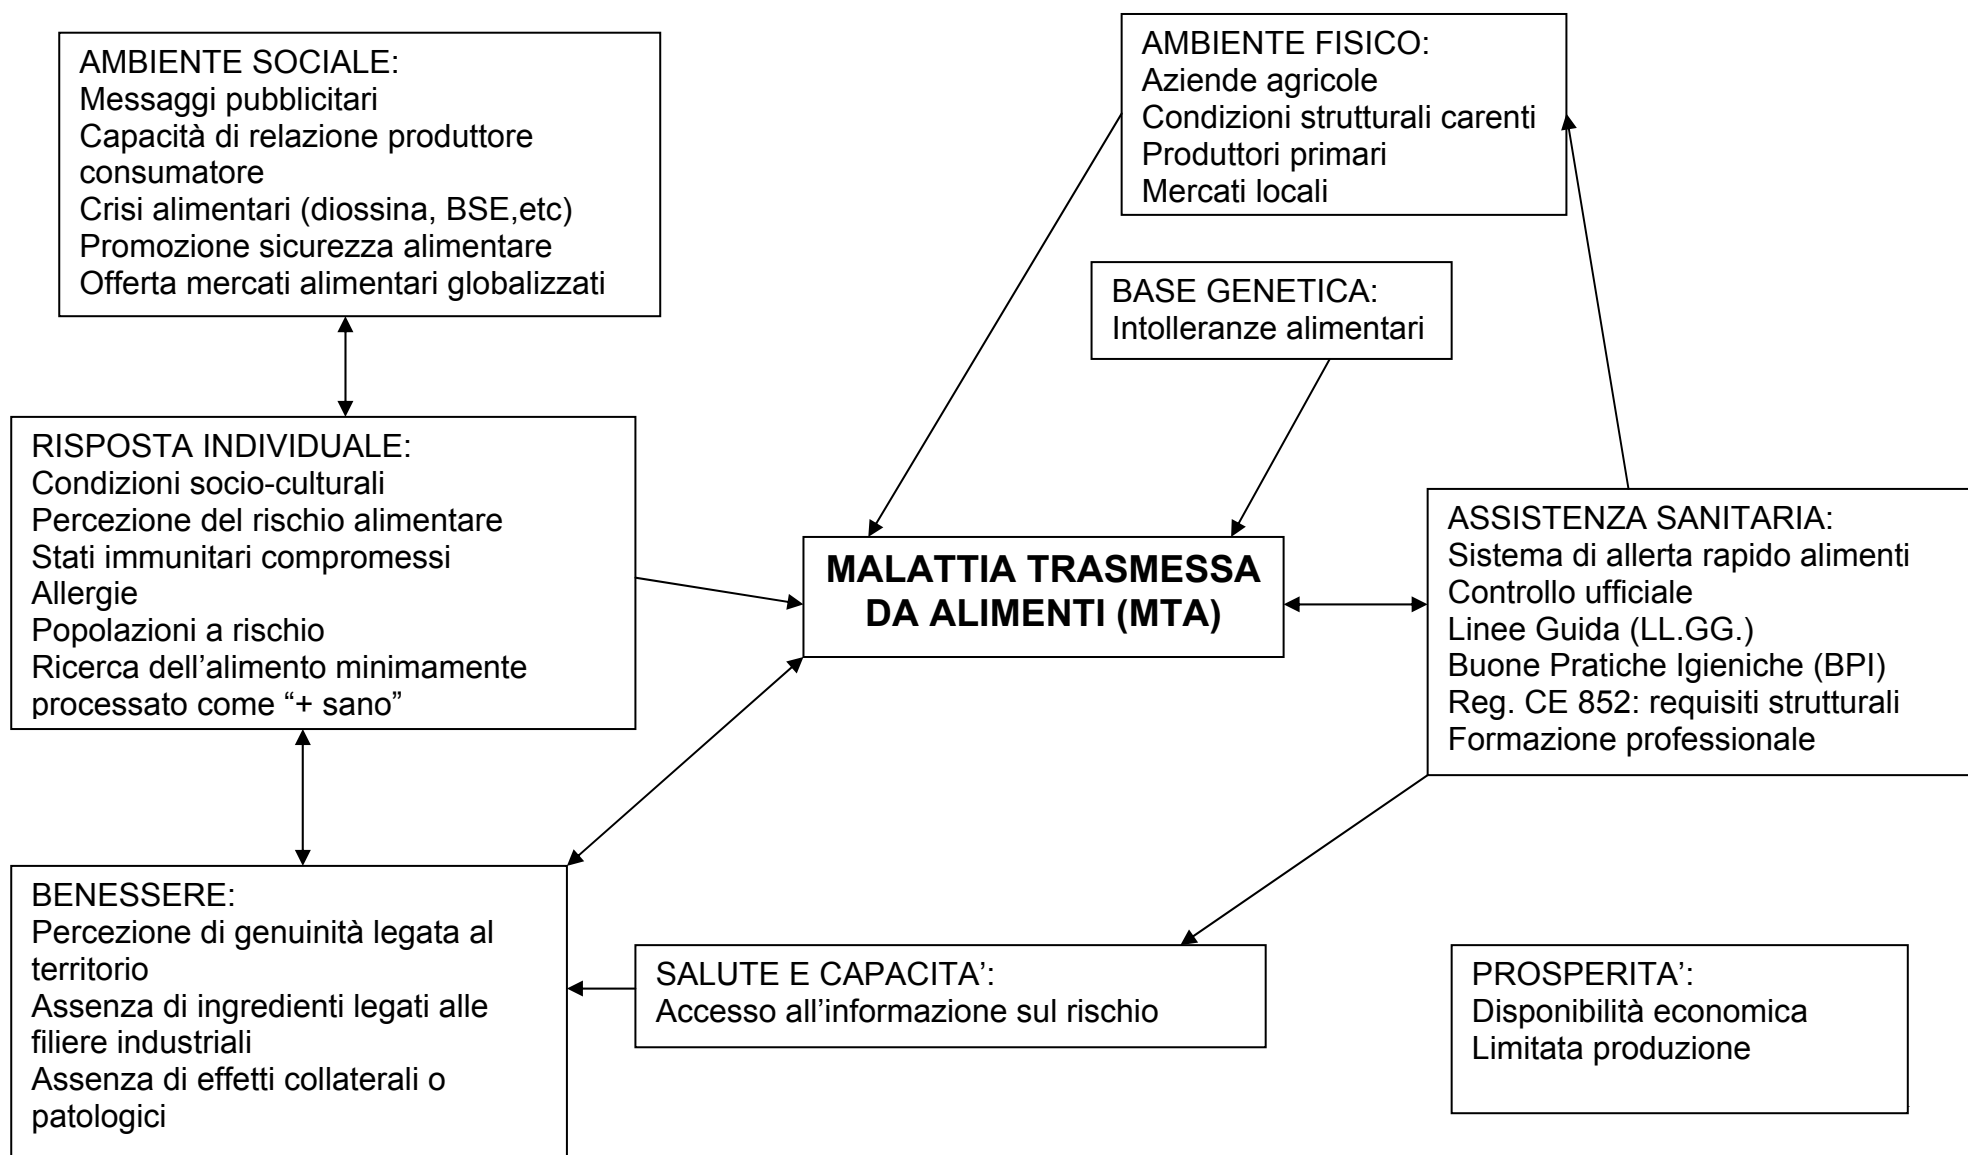 AMBIENTE SOCIALE:
Messaggi pubblicitari
Capacità di relazione produttore
consumatore
Crisi alimentari (diossina, BSE,etc)
Promozione sicurezza alimentare
Offerta mercati alimentari globalizzati
AMBIENTE FISICO:
Aziende agricole
Condizioni strutturali carenti
Produttori primari
Mercati locali
BASE GENETICA:
Intolleranze alimentari
RISPOSTA INDIVIDUALE:
Condizioni socio-culturali
Percezione del rischio alimentare
Stati immunitari compromessi
Allergie
Popolazioni a rischio
Ricerca dell’alimento minimamente
processato come “+ sano”
MALATTIA TRASMESSA
DA ALIMENTI (MTA)
ASSISTENZA SANITARIA:
Sistema di allerta rapido alimenti
Controllo ufficiale
Linee Guida (LL.GG.)
Buone Pratiche Igieniche (BPI)
Reg. CE 852: requisiti strutturali
Formazione professionale
BENESSERE:
Percezione di genuinità legata al
territorio
Assenza di ingredienti legati alle
filiere industriali
Assenza di effetti collaterali o
patologici
SALUTE E CAPACITA’:
Accesso all’informazione sul rischio
PROSPERITA’:
Disponibilità economica
Limitata produzione